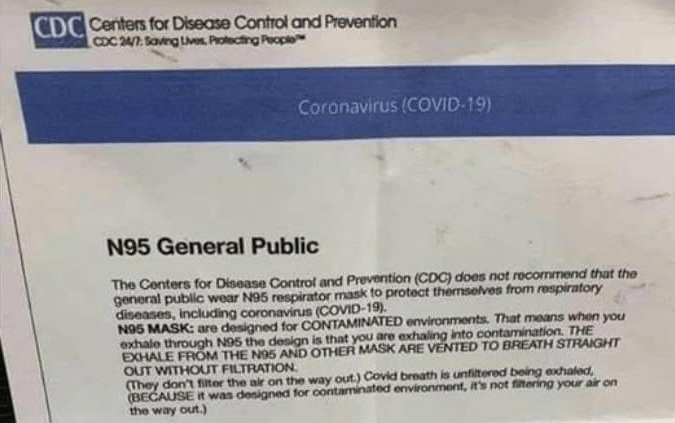 CDC Centers for Disease Control and Prevention
CDC 24/7: Saving Lives, Protecting People™
Coronavirus (COVID-19)
N95 General Public
The Centers for Disease Control and Prevention (CDC) does not recommend that the
general public wear N95 respirator mask to protect themselves from respiratory
diseases, including coronavirus (COVID-19).
N95 MASK: are designed for CONTAMINATED environments. That means when you
exhale through N95 the design is that you are exhaling into contamination. THE
EXHALE FROM THE N95 AND OTHER MASK ARE VENTED TO BREATH STRAIGHT
OUT WITHOUT FILTRATION.
(They don't filter the air on the way out.) Covid breath is unfiltered being exhaled,
(BECAUSE it was designed for contaminated environment, it's not filtering your air on
the way out.)